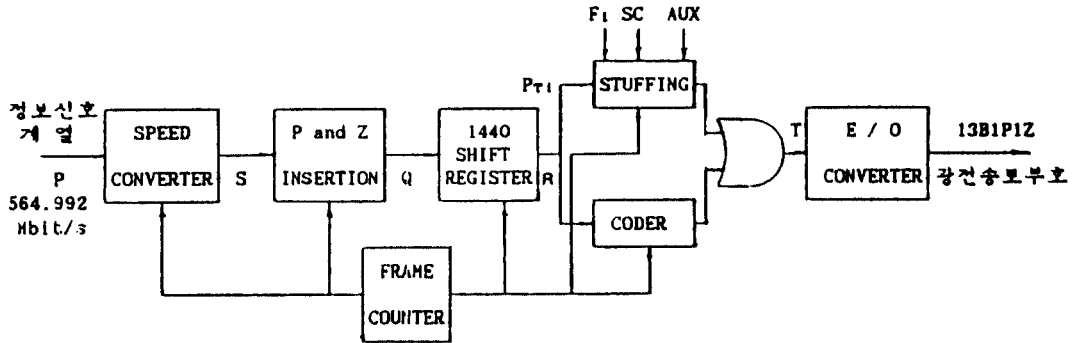 F1 SC AUX
PT1
STUFFING
정보신호
계열
P
564.992
Mbit/s
SPEED
CONVERTER
S
P and Z
INSERTION
Q
1440
SHIFT
REGISTER
R
CODER
T
E / O
CONVERTER
13B1P1Z
광전송로부호
FRAME
COUNTER